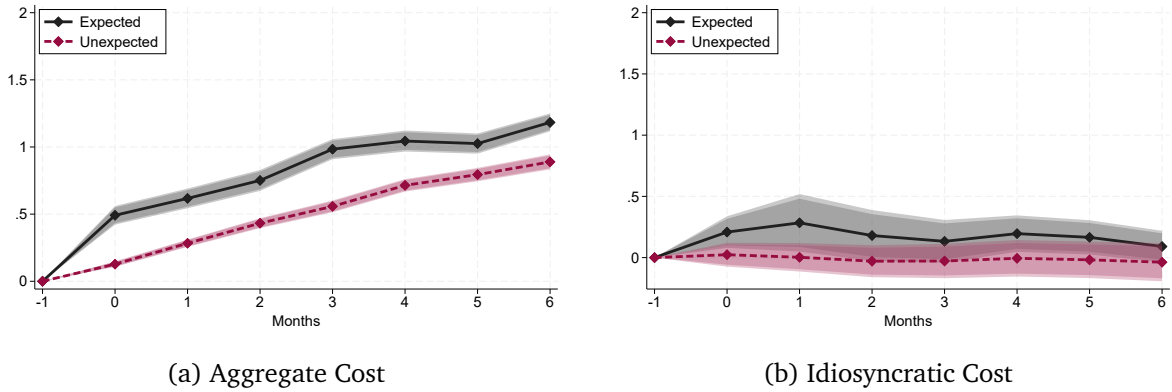 2
Expected
Unexpected
1.5
1
.5
0
-1 0 1 2 3 4 5 6
Months
(a) Aggregate Cost
2
Expected
Unexpected
1.5
1
.5
0
-1 0 1 2 3 4 5 6
Months
(b) Idiosyncratic Cost